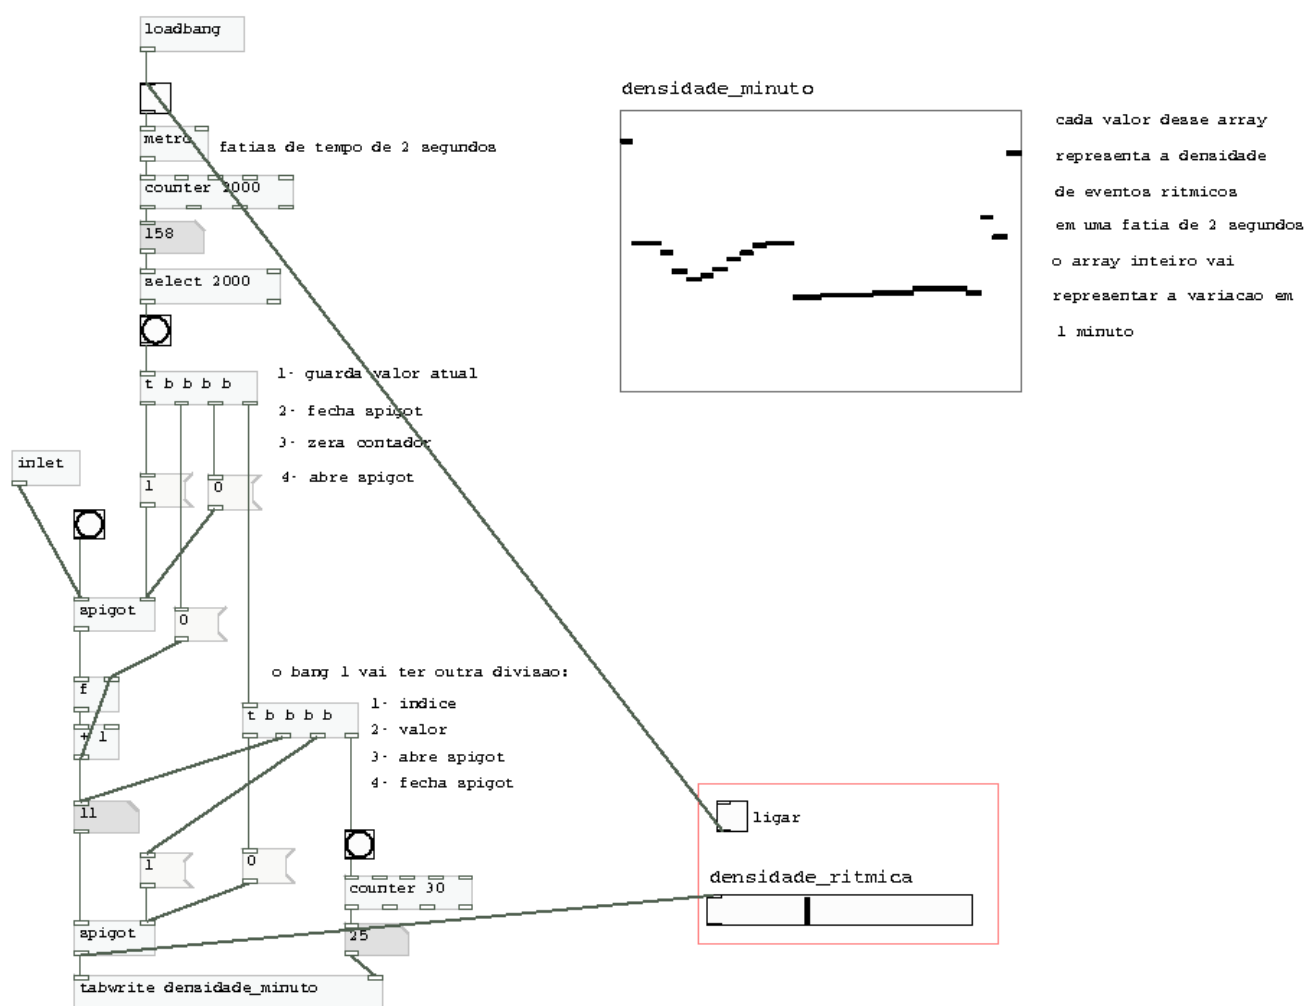 loadbang
metro
fatias de tempo de 2 segundos
counter 2000
158
select 2000
t b b b b
1- guarda valor atual
2- fecha spigot
3- zera contador
4- abre spigot
inlet
1
0
spigot
0
f
+ 1
o bang 1 vai ter outra divisao:
t b b b b
1- indice
2- valor
3- abre spigot
4- fecha spigot
11
1
0
counter 30
spigot
25
tabwrite densidade_minuto
densidade_minuto
cada valor desse array
representa a densidade
de eventos ritmicos
em uma fatia de 2 segundos
o array inteiro vai
representar a variacao em
1 minuto
ligar
densidade_ritmica